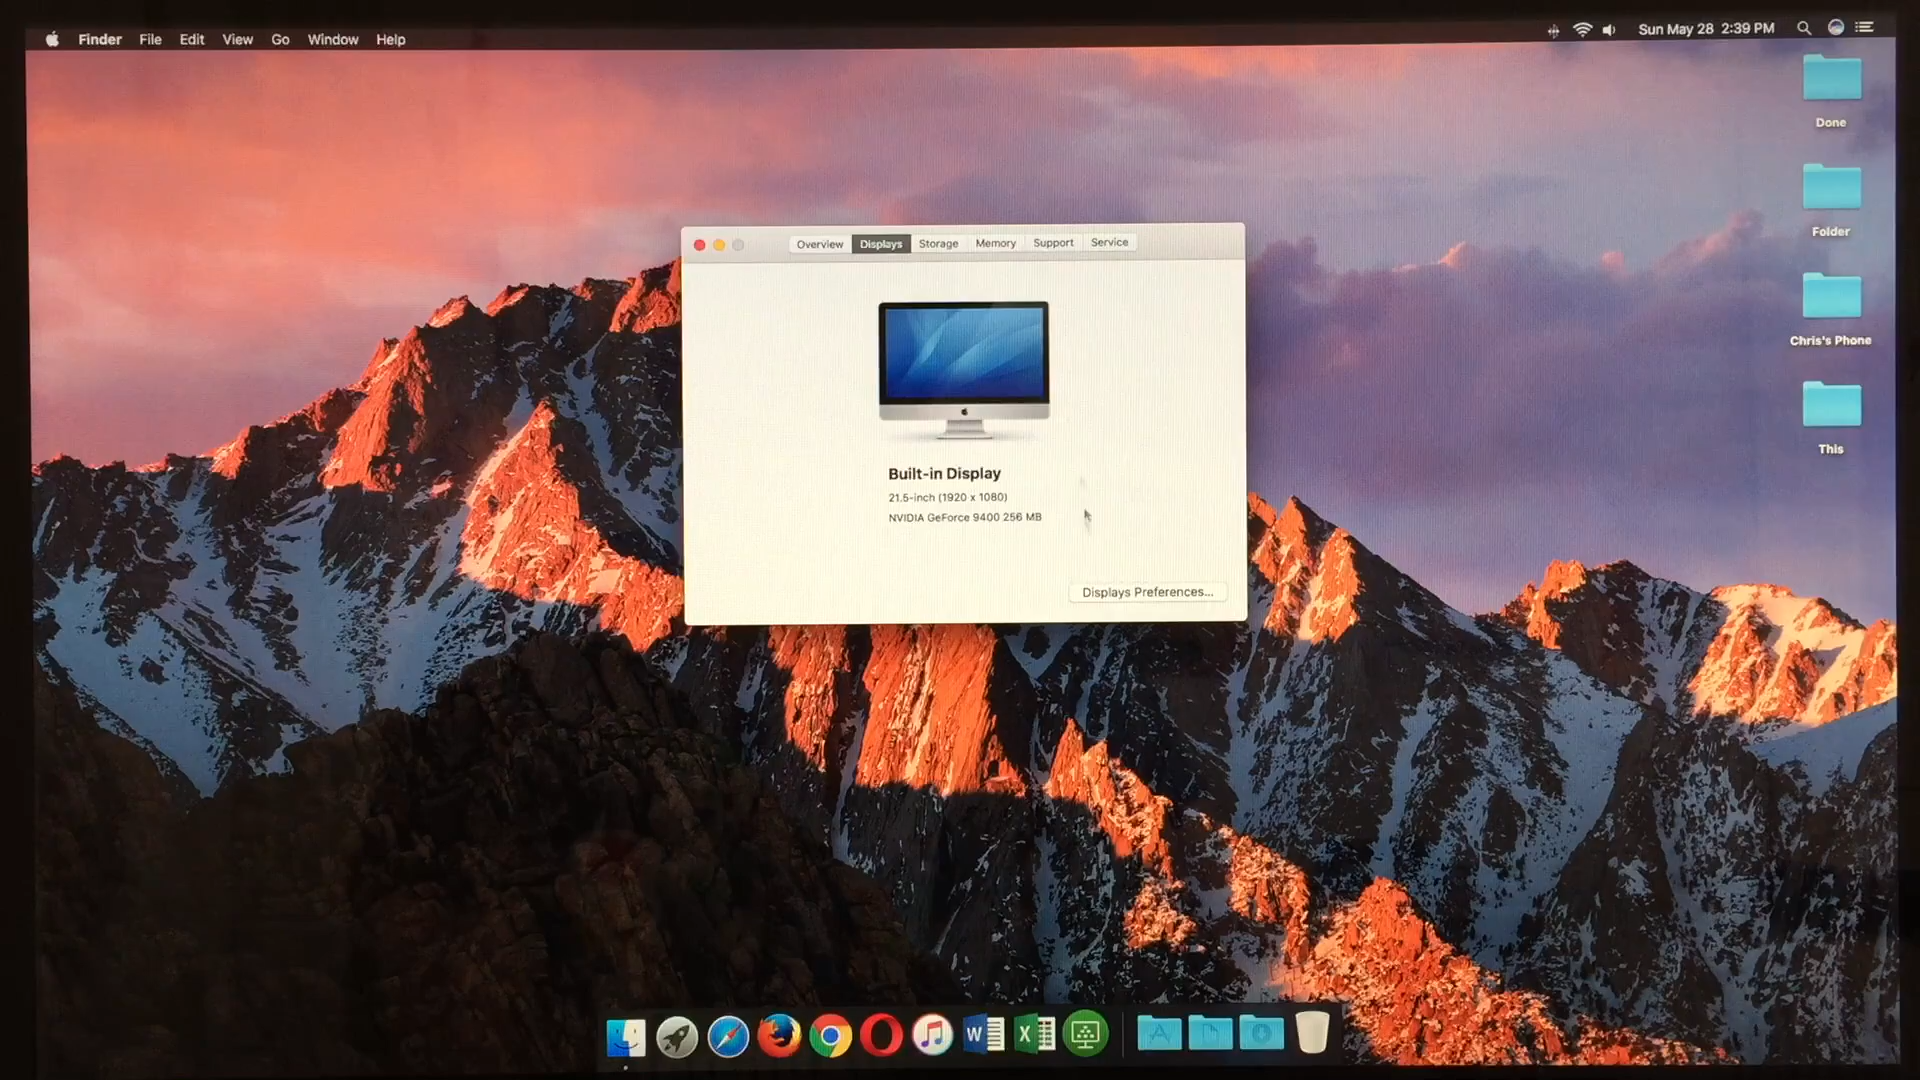 Finder File Edit View Go Window Help
Sun May 28 2:39 PM
Done
Folder
Chris's Phone
This
Overview Displays Storage Memory Support Service
Built-in Display
21.5-inch (1920 x 1080)
NVIDIA GeForce 9400 256 MB
Displays Preferences...
W
X